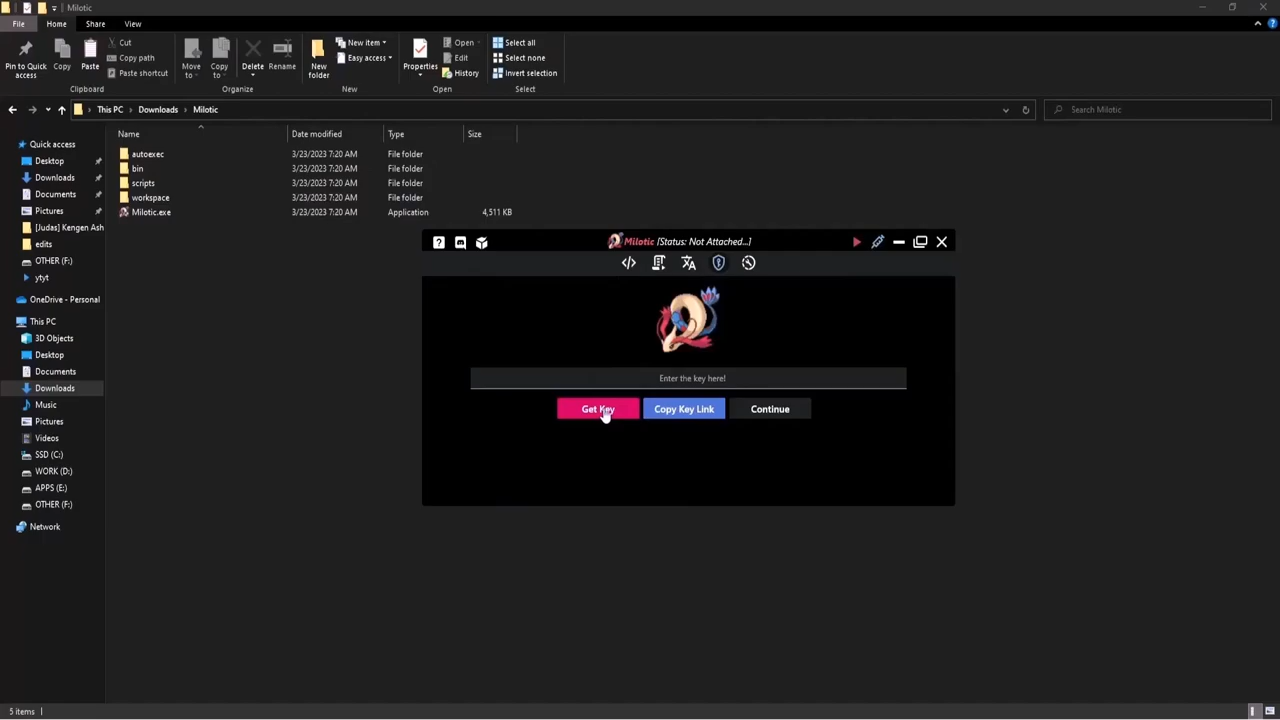 Milotic
File Home Share View
Pin to Quick access
Copy
Paste
Cut
Copy path
Paste shortcut
Clipboard
Move to
Copy to
Delete
Rename
Organize
New folder
New item
Easy access
New
Properties
Open
Edit
History
Open
Select all
Select none
Invert selection
Select
This PC Downloads Milotic
Search Milotic
Name Date modified Type Size
autoexec 3/23/2023 7:20 AM File folder
bin 3/23/2023 7:20 AM File folder
scripts 3/23/2023 7:20 AM File folder
workspace 3/23/2023 7:20 AM File folder
Milotic.exe 3/23/2023 7:20 AM Application 4,511 KB
Quick access
Desktop
Downloads
Documents
Pictures
[Judas] Kengen Ash
edits
OTHER (F:)
ytyt
OneDrive - Personal
This PC
3D Objects
Desktop
Documents
Downloads
Music
Pictures
Videos
SSD (C:)
WORK (D:)
APPS (E:)
OTHER (F:)
Network
Milotic [Status: Not Attached...]
Enter the key here!
Get Key Copy Key Link Continue
5 items